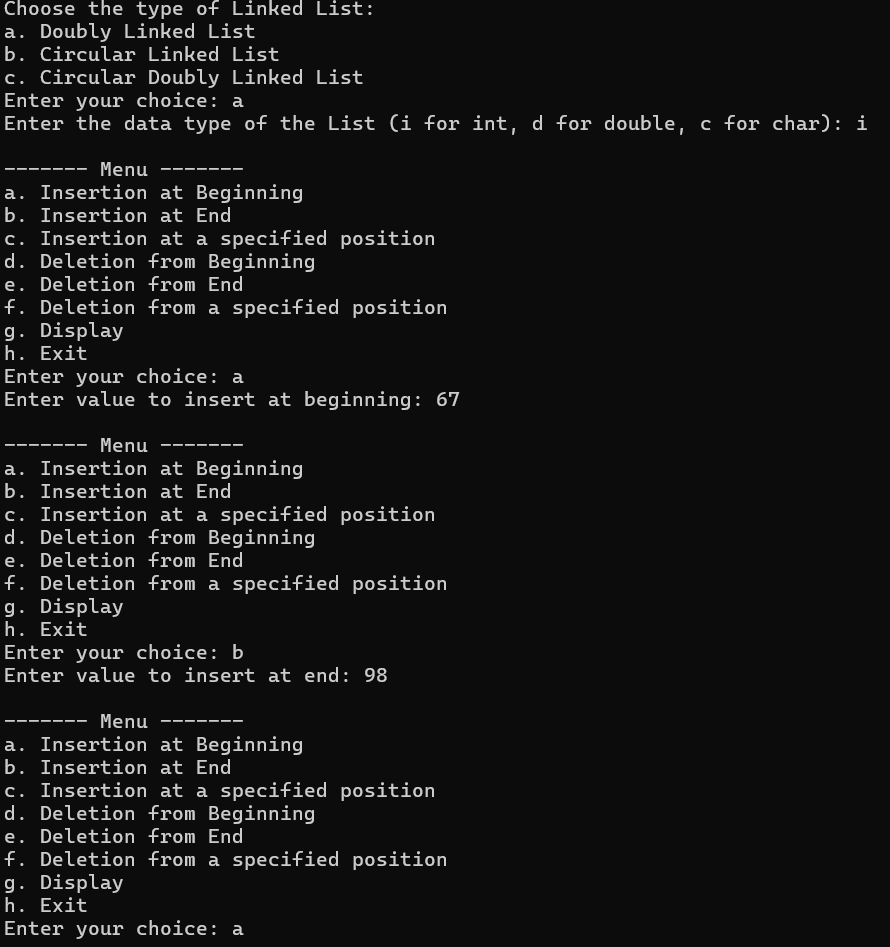 Choose the type of Linked List:
a. Doubly Linked List
b. Circular Linked List
c. Circular Doubly Linked List
Enter your choice: a
Enter the data type of the List (i for int, d for double, c for char): i

------- Menu -------
a. Insertion at Beginning
b. Insertion at End
c. Insertion at a specified position
d. Deletion from Beginning
e. Deletion from End
f. Deletion from a specified position
g. Display
h. Exit
Enter your choice: a
Enter value to insert at beginning: 67

------- Menu -------
a. Insertion at Beginning
b. Insertion at End
c. Insertion at a specified position
d. Deletion from Beginning
e. Deletion from End
f. Deletion from a specified position
g. Display
h. Exit
Enter your choice: b
Enter value to insert at end: 98

------- Menu -------
a. Insertion at Beginning
b. Insertion at End
c. Insertion at a specified position
d. Deletion from Beginning
e. Deletion from End
f. Deletion from a specified position
g. Display
h. Exit
Enter your choice: a